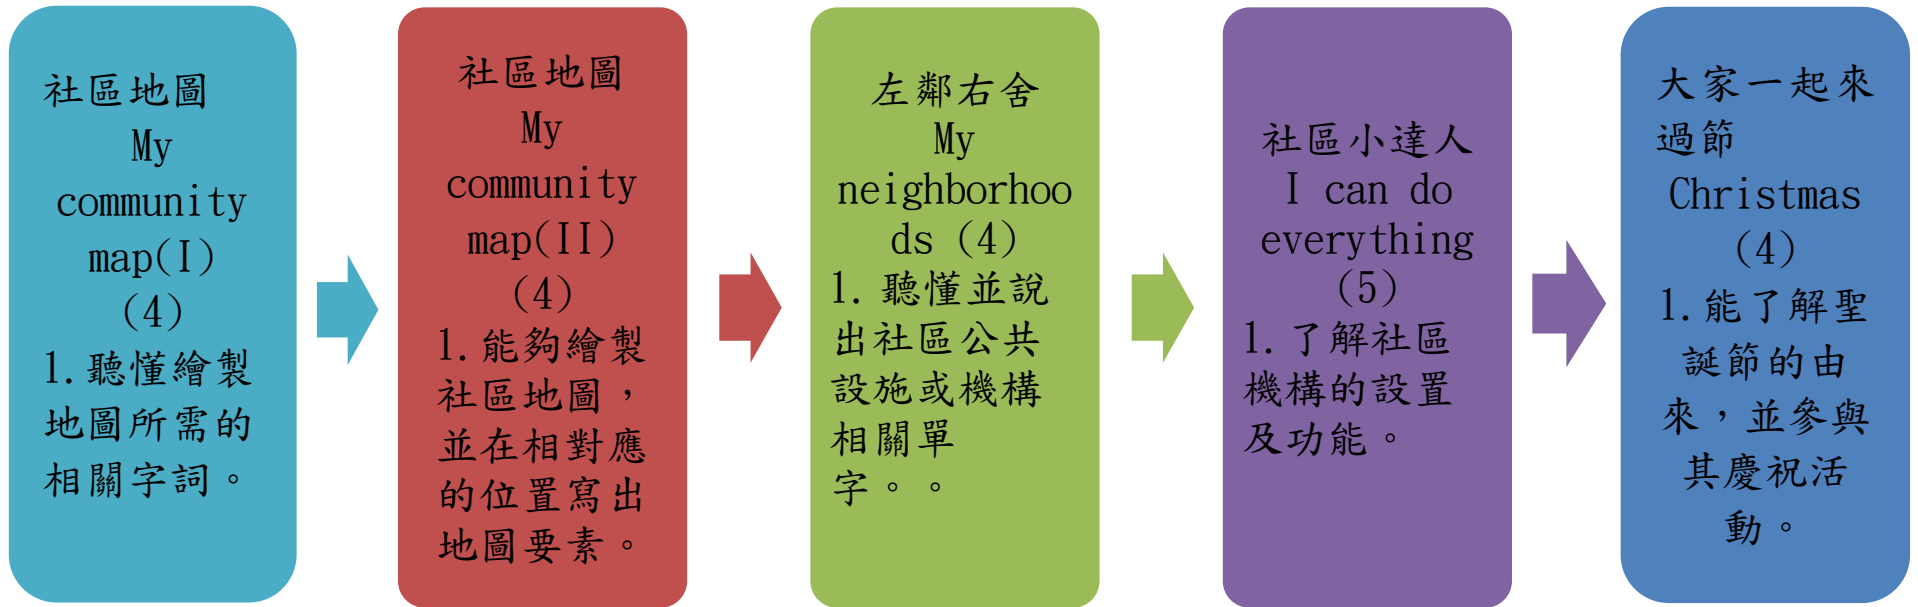 社區地圖
My
community
map(I)
(4)
1.聽懂繪製
地圖所需的
相關字詞。
社區地圖
My
community
map(II)
(4)
1.能夠繪製
社區地圖，
並在相對應
的位置寫出
地圖要素。
左鄰右舍
My
neighborhoo
ds (4)
1.聽懂並說
出社區公共
設施或機構
相關單
字。。
社區小達人
I can do
everything
(5)
1.了解社區
機構的設置
及功能。
大家一起來
過節
Christmas
(4)
1.能了解聖
誕節的由
來，並參與
其慶祝活
動。